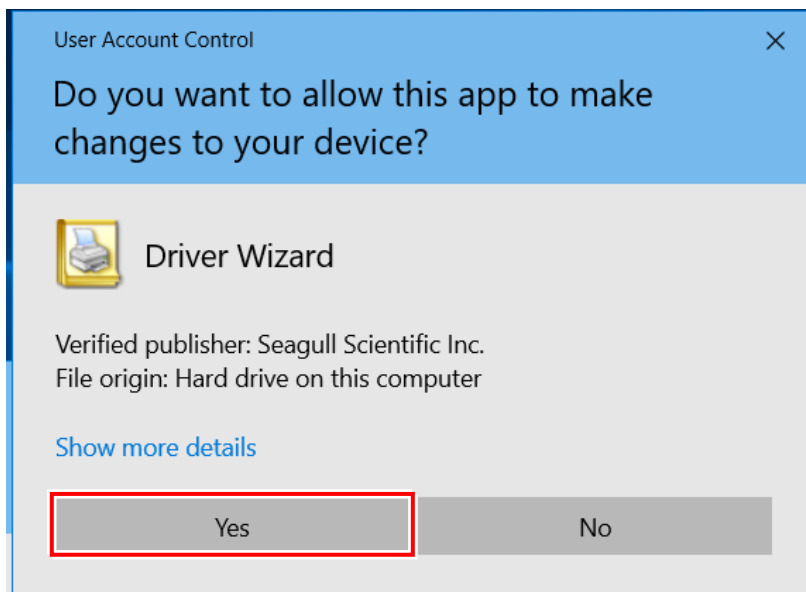 User Account Control
Do you want to allow this app to make
changes to your device?
Driver Wizard
Verified publisher: Seagull Scientific Inc.
File origin: Hard drive on this computer
Show more details
Yes
No